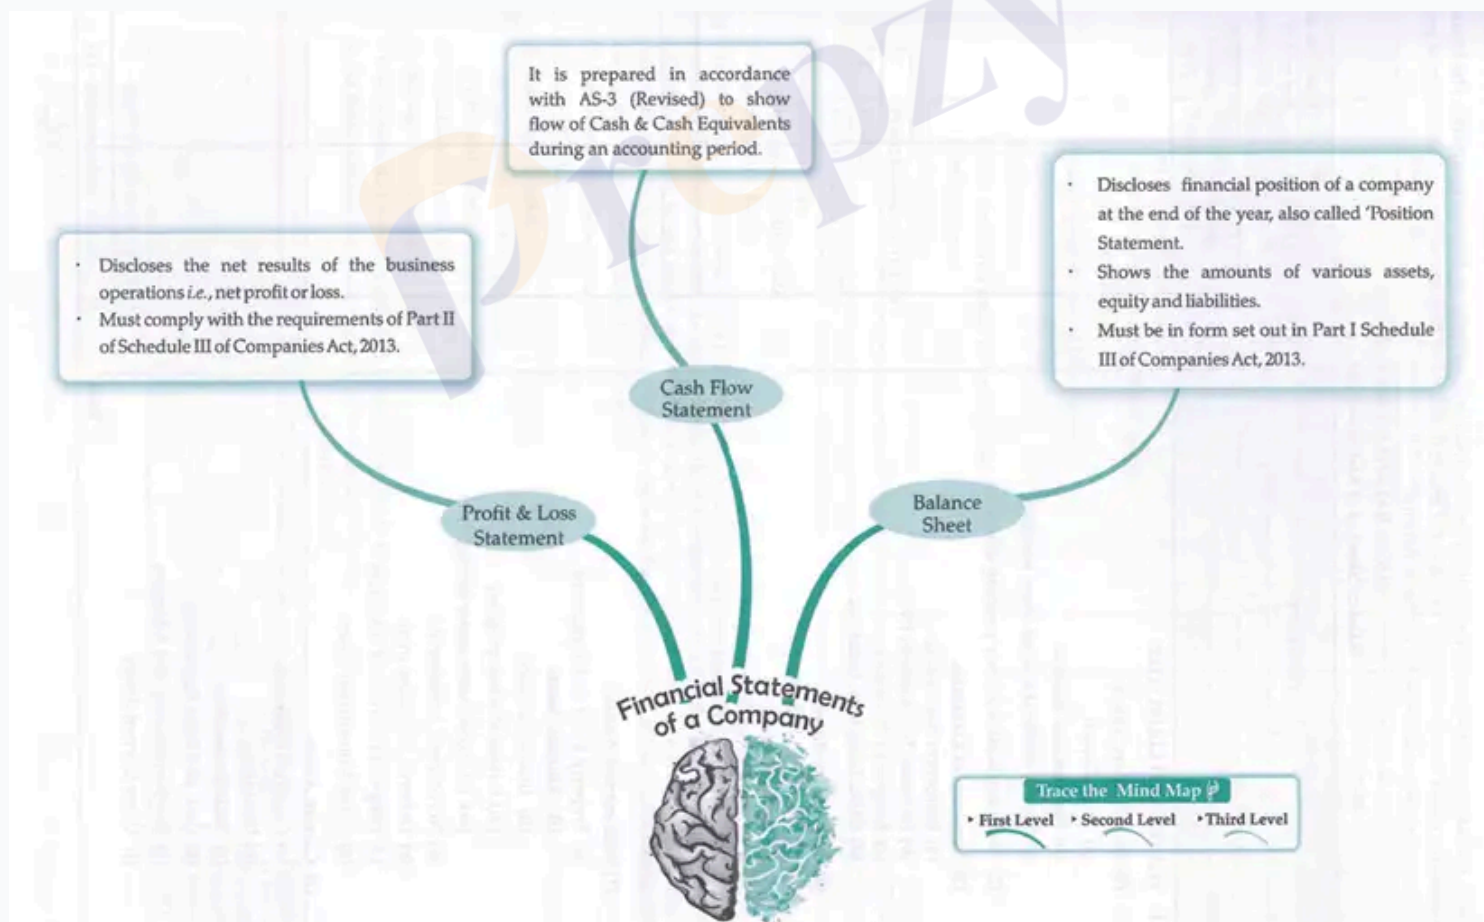 Prepzy
It is prepared in accordance
with AS-3 (Revised) to show
flow of Cash & Cash Equivalents
during an accounting period.
· Discloses financial position of a company
at the end of the year, also called 'Position
Statement.
· Shows the amounts of various assets,
equity and liabilities.
· Must be in form set out in Part I Schedule
III of Companies Act, 2013.
· Discloses the net results of the business
operations i.e., net profit or loss.
· Must comply with the requirements of Part II
of Schedule III of Companies Act, 2013.
Cash Flow
Statement
Profit & Loss
Statement
Balance
Sheet
Financial Statements
of a Company
Trace the Mind Map
‣ First Level ‣ Second Level ‣ Third Level